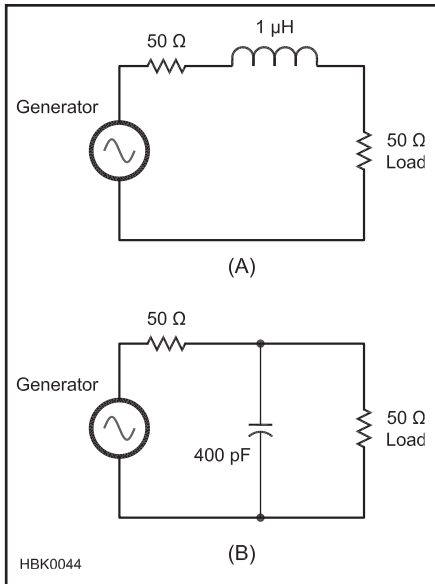 50 Ω
1 µH
Generator
50 Ω
Load
(A)
50 Ω
Generator
400 pF
50 Ω
Load
(B)
HBK0044